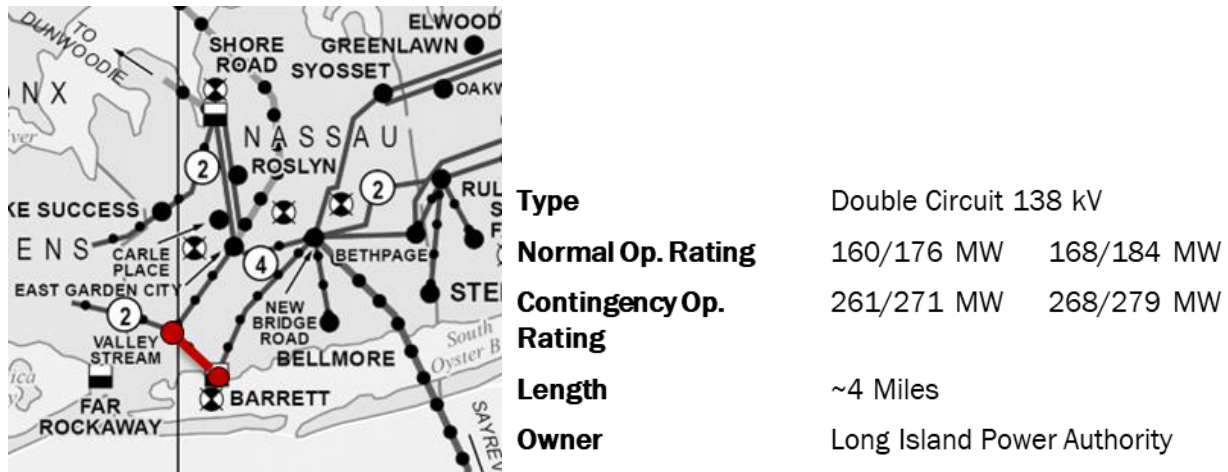 TO
DUNWOODIE
SHORE
ROAD
ELWOOD
GREENLAWN
SYOSSET
OAKW
NX
NASSAU
2
ROSLYN
2
RUL
S
F
KE SUCCESS
ENS
CARLE
PLACE
4
BETHPAGE
EAST GARDEN CITY
STE
2
NEW
BRIDGE
ROAD
VALLEY
STREAM
BELLMORE
South
Oyster B
BARRETT
FAR
ROCKAWAY
SAYREV
Type Double Circuit 138 kV
Normal Op. Rating 160/176 MW 168/184 MW
Contingency Op. 261/271 MW 268/279 MW
Rating
Length ~4 Miles
Owner Long Island Power Authority